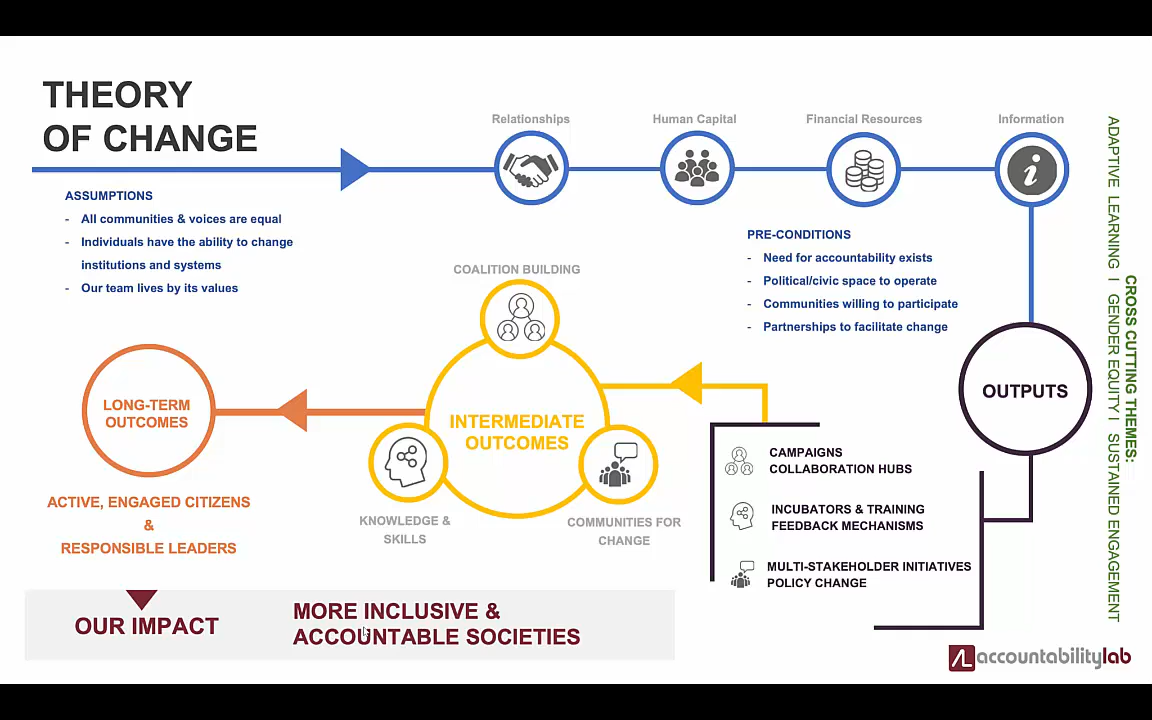 THEORY
OF CHANGE
Relationships
Human Capital
Financial Resources
Information
ASSUMPTIONS
- All communities & voices are equal
- Individuals have the ability to change
institutions and systems
- Our team lives by its values
PRE-CONDITIONS
- Need for accountability exists
- Political/civic space to operate
- Communities willing to participate
- Partnerships to facilitate change
OUTPUTS
CAMPAIGNS
COLLABORATION HUBS
INCUBATORS & TRAINING
FEEDBACK MECHANISMS
MULTI-STAKEHOLDER INITIATIVES
POLICY CHANGE
COALITION BUILDING
INTERMEDIATE
OUTCOMES
KNOWLEDGE &
SKILLS
COMMUNITIES FOR
CHANGE
LONG-TERM
OUTCOMES
ACTIVE, ENGAGED CITIZENS
&
RESPONSIBLE LEADERS
OUR IMPACT
MORE INCLUSIVE &
ACCOUNTABLE SOCIETIES
CROSS CUTTING THEMES:
ADAPTIVE LEARNING I GENDER EQUITY I SUSTAINED ENGAGEMENT
accountabilitylab